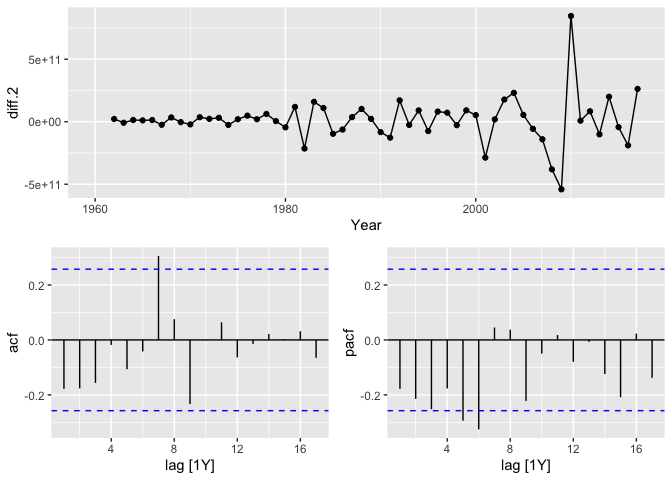 diff.2
5e+11
0e+00
-5e+11
1960 1980 2000
Year
acf
0.2
0.0
-0.2
4 8 12 16
lag [1Y]
pacf
0.2
0.0
-0.2
4 8 12 16
lag [1Y]